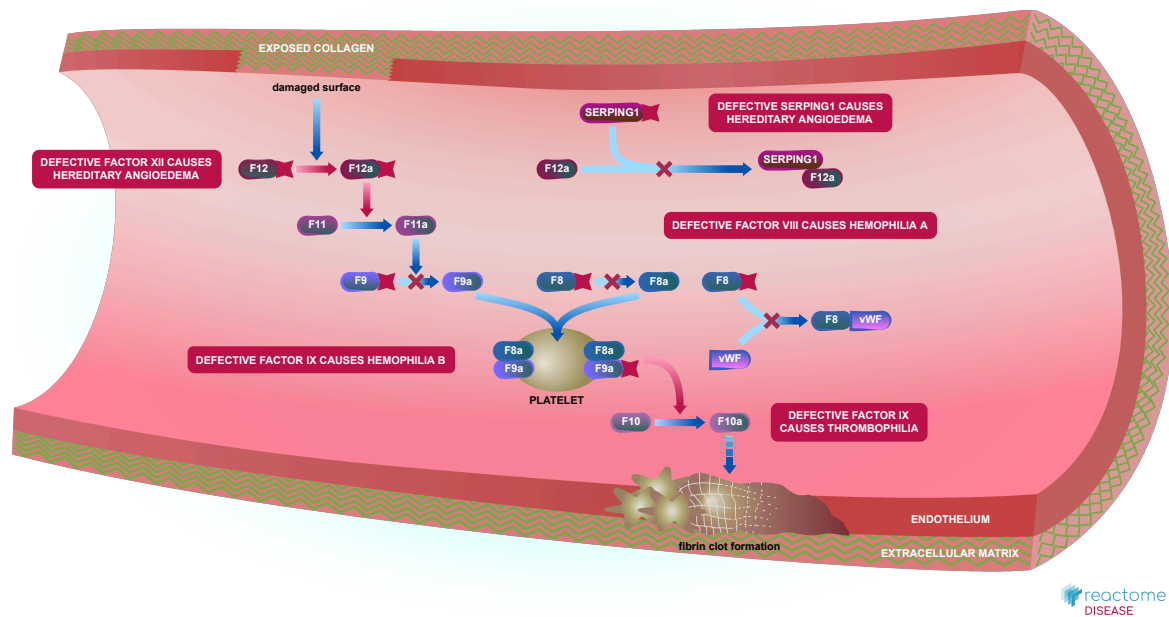 EXPOSED COLLAGEN
damaged surface
SERPING1
DEFECTIVE SERPING1 CAUSES
HEREDITARY ANGIOEDEMA
DEFECTIVE FACTOR XII CAUSES
HEREDITARY ANGIOEDEMA
F12
F12a
F12a
SERPING1
F12a
F11
F11a
DEFECTIVE FACTOR VIII CAUSES HEMOPHILIA A
F9
F9a
F8
F8a
F8
F8
vWF
vWF
DEFECTIVE FACTOR IX CAUSES HEMOPHILIA B
F8a
F9a
F8a
F9a
PLATELET
F10
F10a
DEFECTIVE FACTOR IX
CAUSES THROMBOPHILIA
ENDOTHELIUM
fibrin clot formation
EXTRACELLULAR MATRIX
reactome
DISEASE